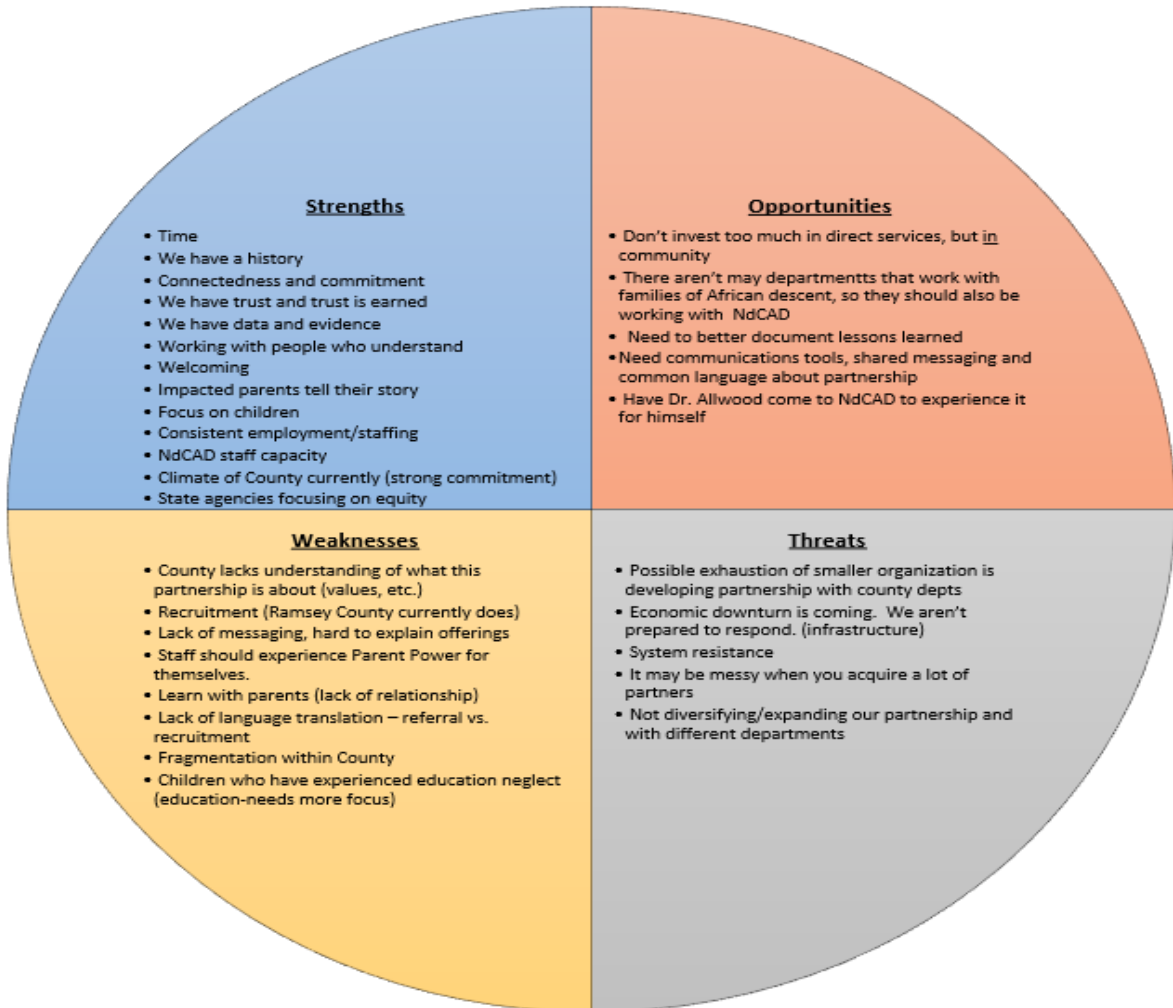 Strengths
• Time
• We have a history
• Connectedness and commitment
• We have trust and trust is earned
• We have data and evidence
• Working with people who understand
• Welcoming
• Impacted parents tell their story
• Focus on children
• Consistent employment/staffing
• NdCAD staff capacity
• Climate of County currently (strong commitment)
• State agencies focusing on equity
Opportunities
• Don't invest too much in direct services, but in
community
• There aren't may departmentts that work with
families of African descent, so they should also be
working with NdCAD
• Need to better document lessons learned
• Need communications tools, shared messaging and
common language about partnership
• Have Dr. Allwood come to NdCAD to experience it
for himself
Weaknesses
• County lacks understanding of what this
partnership is about (values, etc.)
• Recruitment (Ramsey County currently does)
• Lack of messaging, hard to explain offerings
• Staff should experience Parent Power for
themselves.
• Learn with parents (lack of relationship)
• Lack of language translation – referral vs.
recruitment
• Fragmentation within County
• Children who have experienced education neglect
(education-needs more focus)
Threats
• Possible exhaustion of smaller organization is
developing partnership with county depts
• Economic downturn is coming. We aren't
prepared to respond. (infrastructure)
• System resistance
• It may be messy when you acquire a lot of
partners
• Not diversifying/expanding our partnership and
with different departments